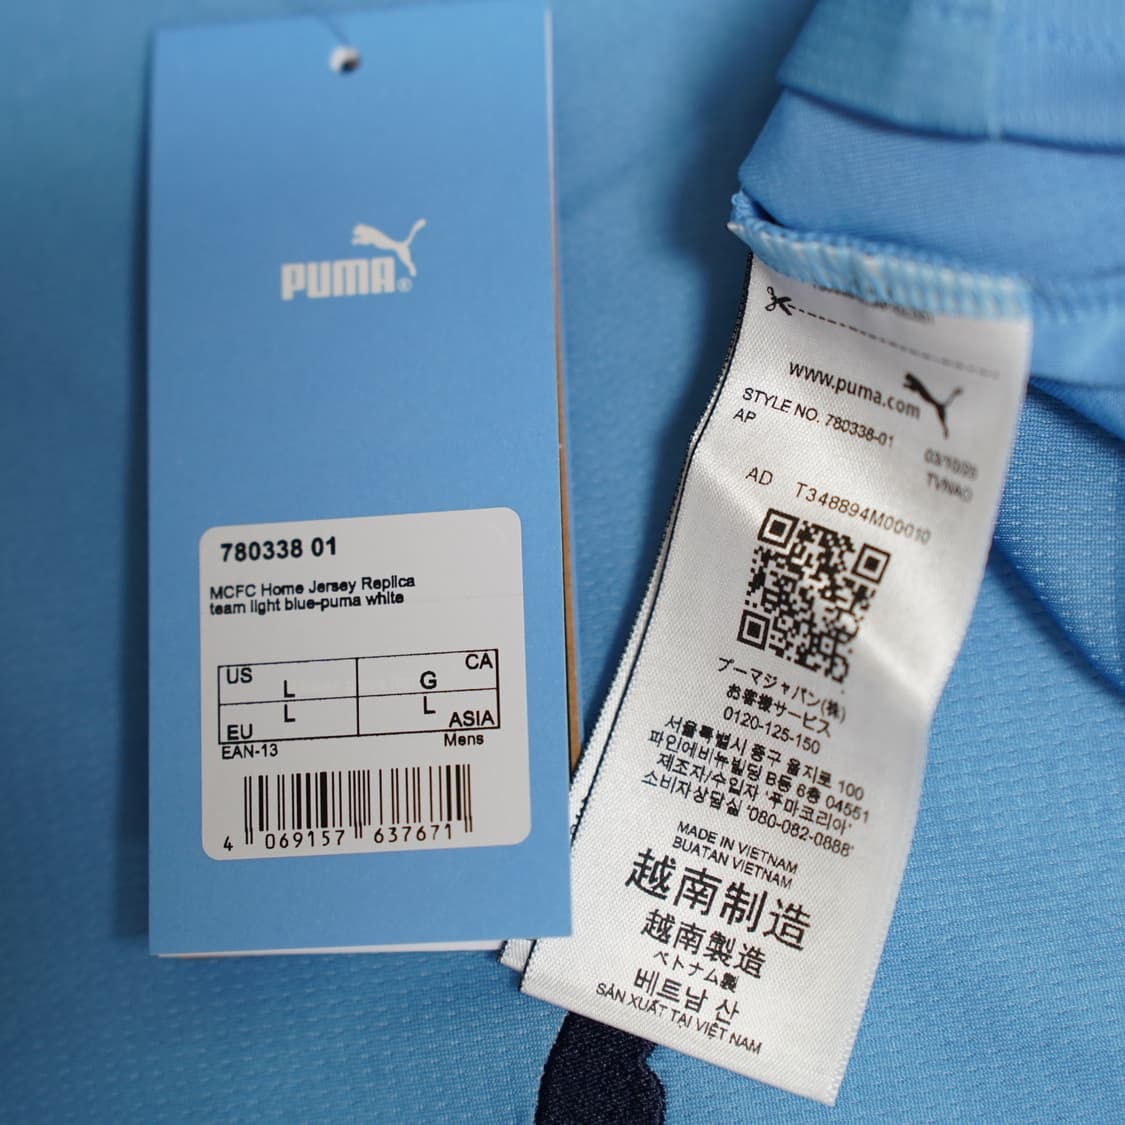 PUMA®
780338 01
MCFC Home Jersey Replica
team light blue-puma white
US L G CA
EU L L ASIA
EAN-13 Mens
4 069157 637671
www.puma.com
STYLE NO. 780338-01
AP 03/10/25
TVNAO
AD T348894M00010
プーマジャパン(株)
お客様サービス
0120-125-150
서울특별시 중구 을지로 100
파인에비뉴빌딩 B동 6층 04551
제조자/수입자 '푸마코리아'
소비자상담실 '080-082-0888'
MADE IN VIETNAM
BUATAN VIETNAM
越南制造
越南製造
ベトナム製
베트남 산
SẢN XUẤT TẠI VIỆT NAM